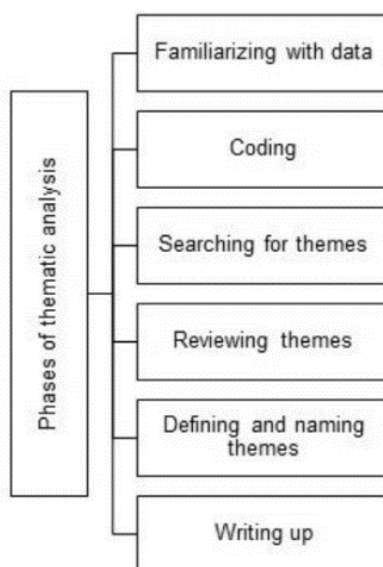 Phases of thematic analysis
Familiarizing with data
Coding
Searching for themes
Reviewing themes
Defining and naming
themes
Writing up